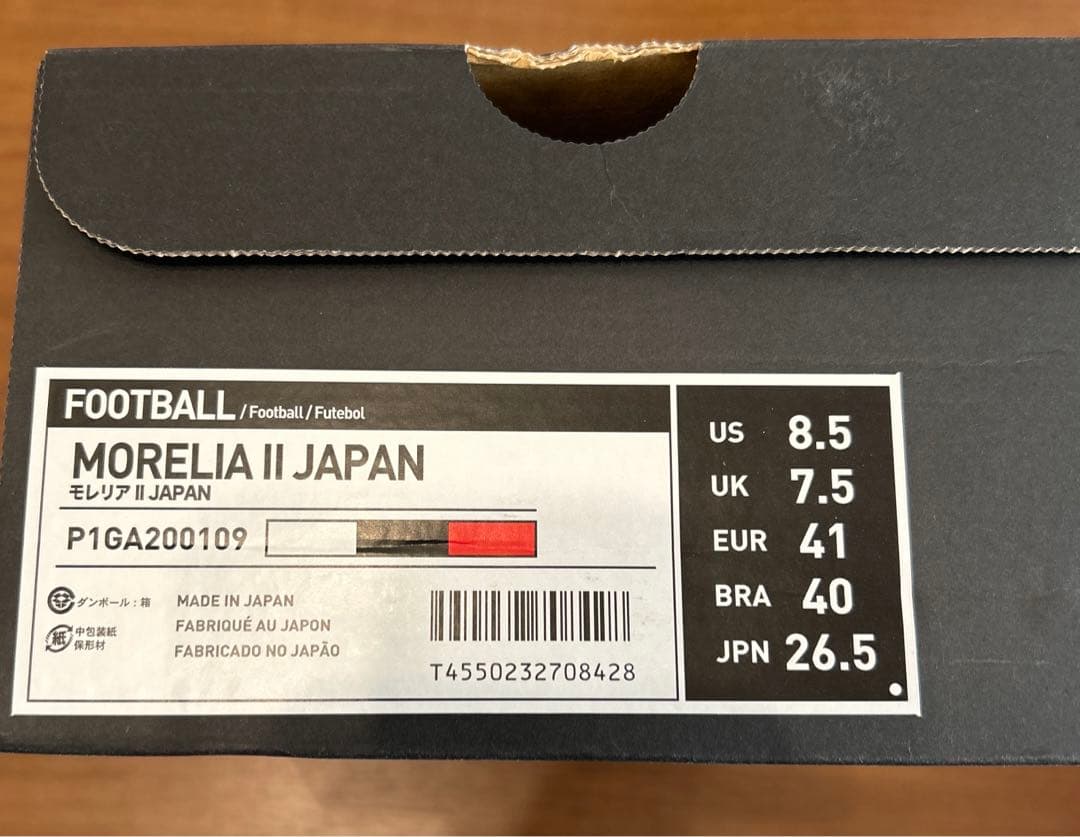 FOOTBALL / Football / Futebol
MORELIA II JAPAN
モレリア II JAPAN
P1GA200109
ダンボール : 箱
紙 中包装紙
保形材
MADE IN JAPAN
FABRIQUÉ AU JAPON
FABRICADO NO JAPÃO
T4550232708428
US 8.5
UK 7.5
EUR 41
BRA 40
JPN 26.5